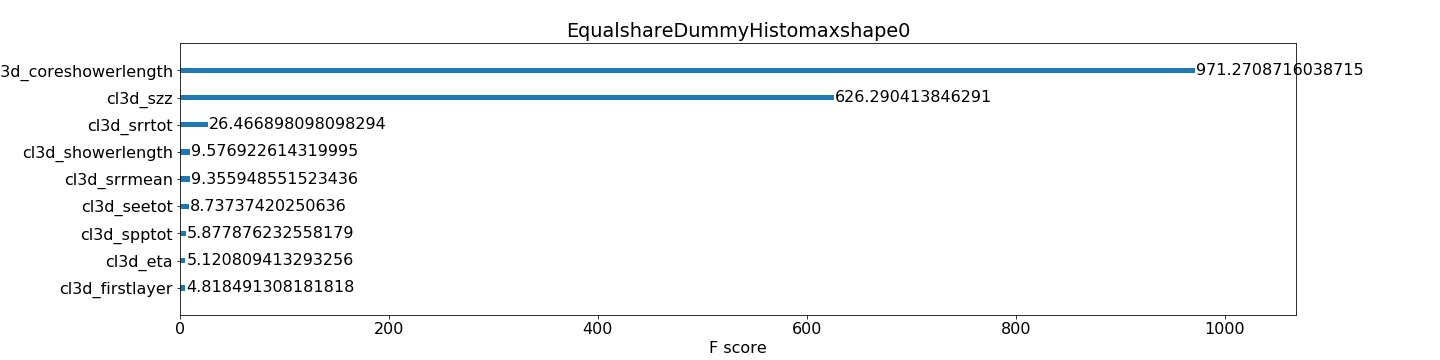 EqualshareDummyHistomaxshape0
3d_coreshowerlength 971.2708716038715
cl3d_szz 626.290413846291
cl3d_srrtot 26.466898098098294
cl3d_showerlength 9.576922614319995
cl3d_srrmean 9.355948551523436
cl3d_seetot 8.73737420250636
cl3d_spptot 5.877876232558179
cl3d_eta 5.120809413293256
cl3d_firstlayer 4.818491308181818
0 200 400 600 800 1000
F score